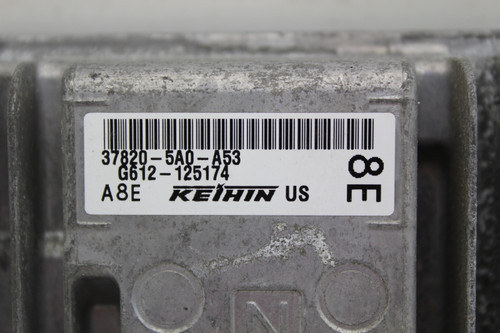 37820-5A0-A53
G612-125174
A8E KEIHIN US
8E
N